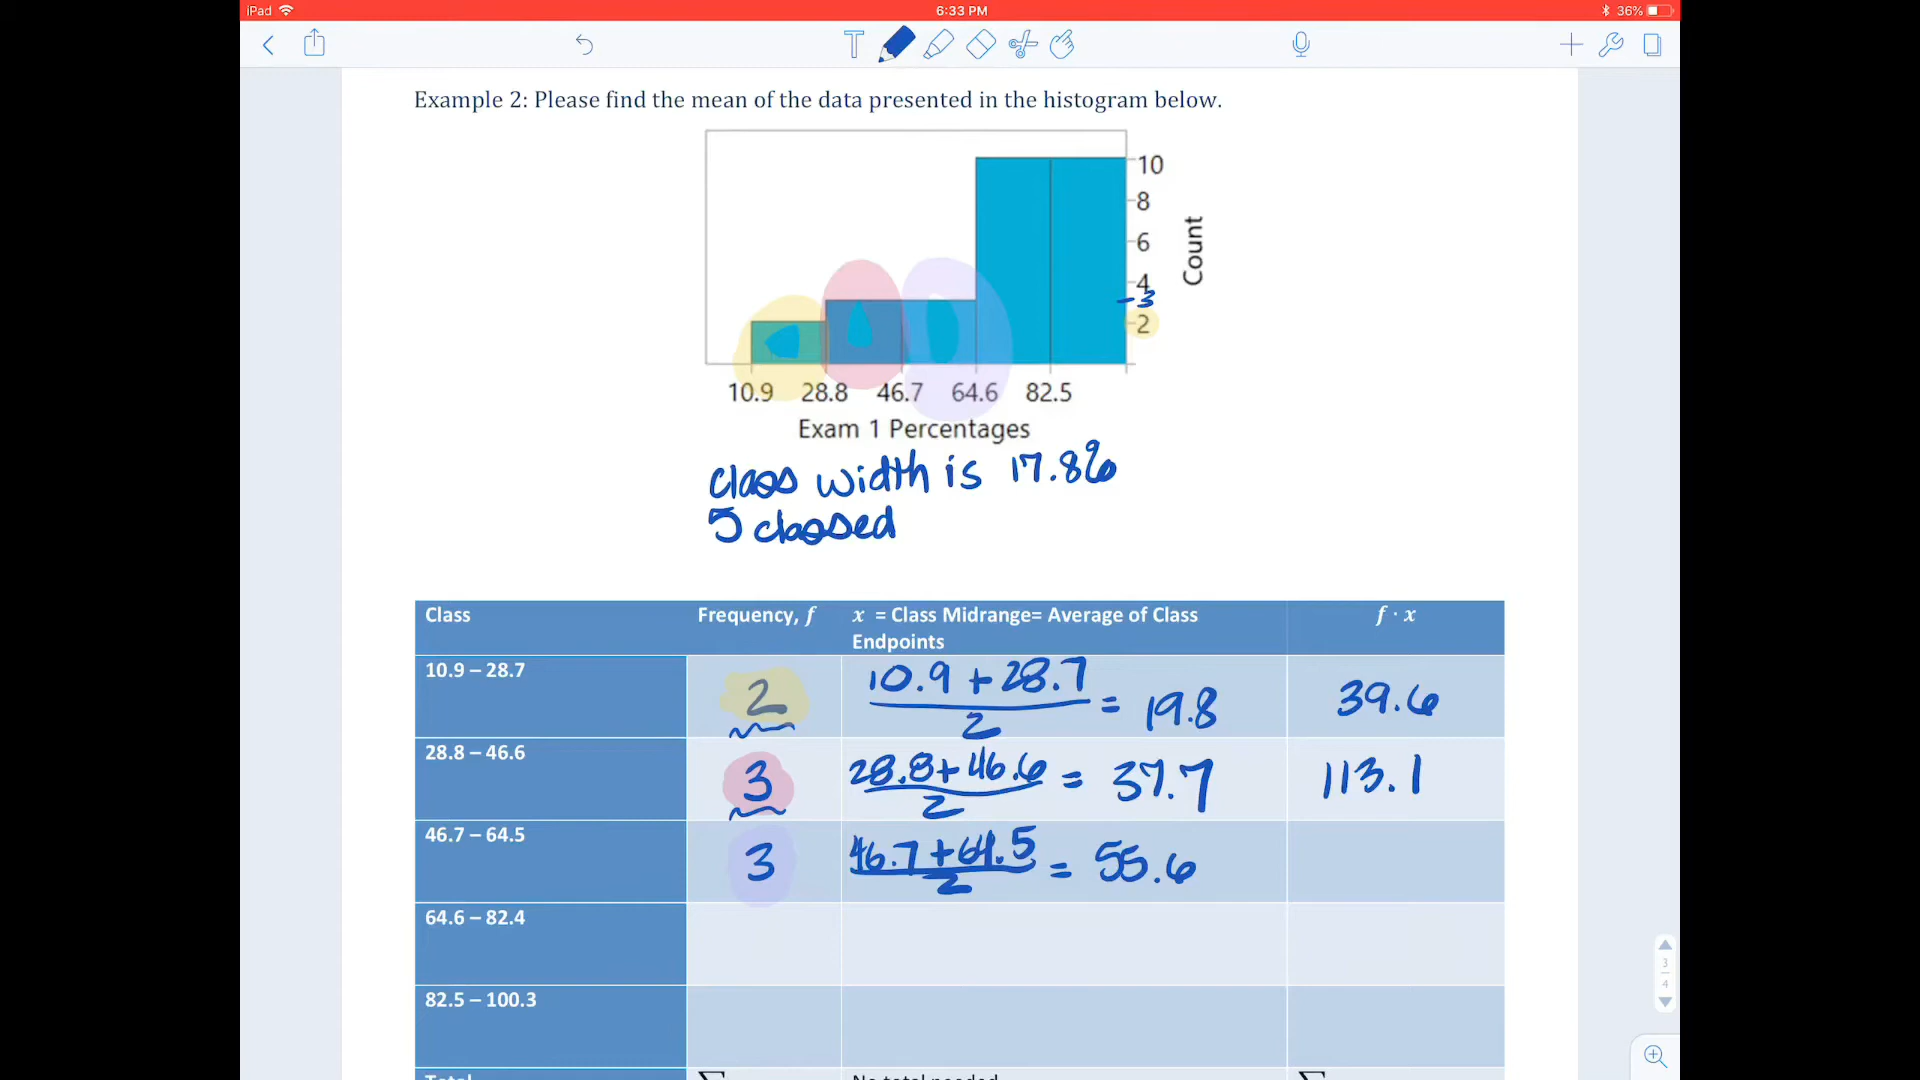 iPad 6:33 PM 36%
T
Example 2: Please find the mean of the data presented in the histogram below.
10
8
6
4
3
2
Count
10.9 28.8 46.7 64.6 82.5
Exam 1 Percentages
class width is 17.8%
5 classed
Class Frequency, f x = Class Midrange= Average of Class Endpoints f · x
10.9 – 28.7 2 10.9 + 28.7 / 2 = 19.8 39.6
28.8 – 46.6 3 28.8 + 46.6 / 2 = 37.7 113.1
46.7 – 64.5 3 46.7 + 64.5 / 2 = 55.6
64.6 – 82.4
82.5 – 100.3
3
4